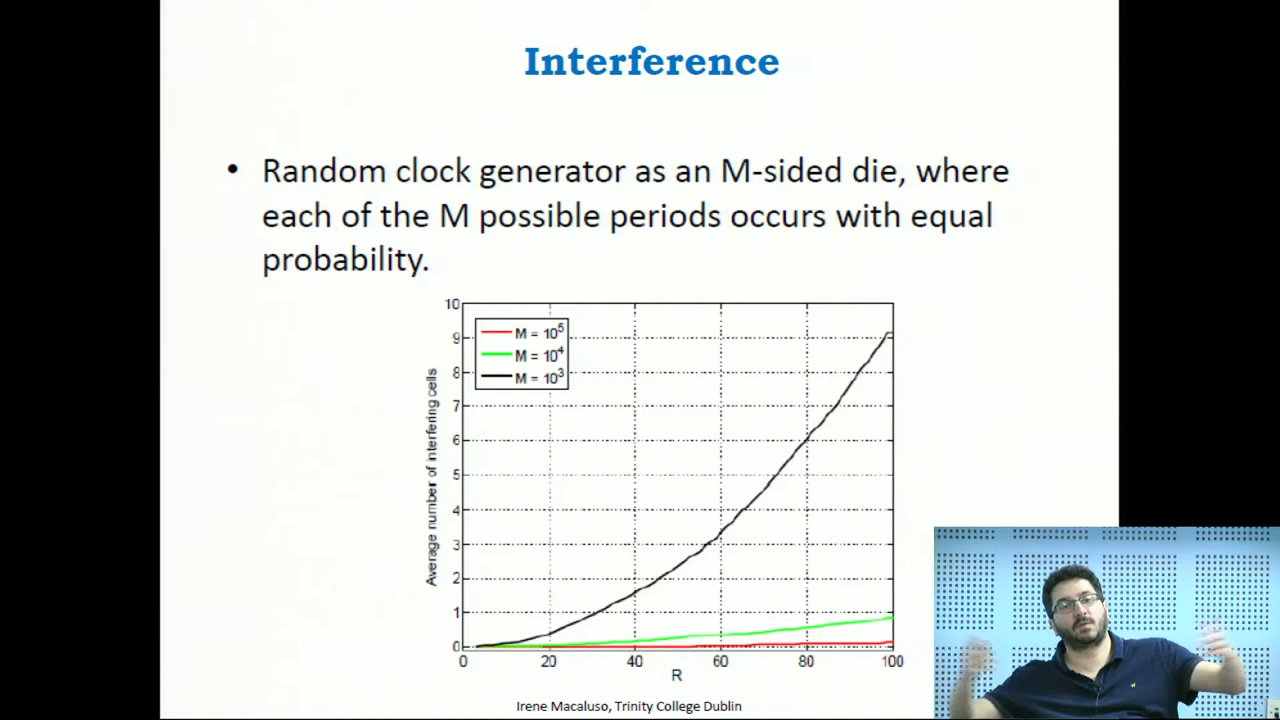 Interference
• Random clock generator as an M-sided die, where
each of the M possible periods occurs with equal
probability.
10
9
8
7
6
5
4
3
2
1
0
M = 10⁵
M = 10⁴
M = 10³
Average number of interfering cells
0 20 40 60 80 100
R
Irene Macaluso, Trinity College Dublin